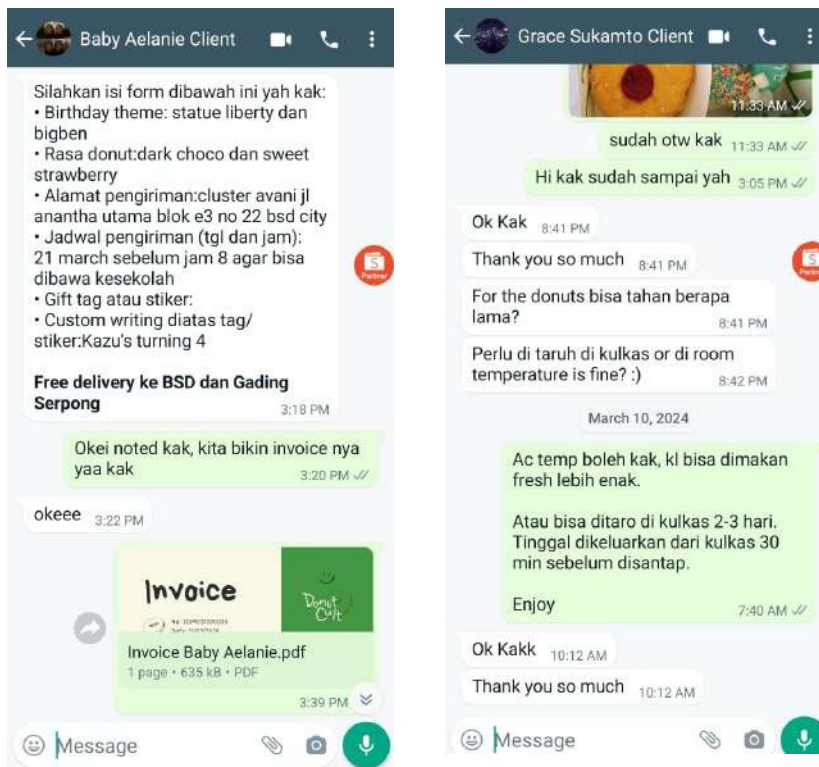 Baby Aelanie Client
Silahkan isi form dibawah ini yah kak:
• Birthday theme: statue liberty dan
bigben
• Rasa donut:dark choco dan sweet
strawberry
• Alamat pengiriman:cluster avani jl
anantha utama blok e3 no 22 bsd city
• Jadwal pengiriman (tgl dan jam):
21 march sebelum jam 8 agar bisa
dibawa kesekolah
• Gift tag atau stiker:
• Custom writing diatas tag/
stiker:Kazu's turning 4
Free delivery ke BSD dan Gading
Serpong
3:18 PM
Okei noted kak, kita bikin invoice nya
yaa kak
3:20 PM
okeee 3:22 PM
Invoice
Donut
Cult
Invoice Baby Aelanie.pdf
1 page • 635 kB • PDF
3:39 PM
Message
S
Partner
Grace Sukamto Client
11:33 AM
sudah otw kak 11:33 AM
Hi kak sudah sampai yah 3:05 PM
Ok Kak 8:41 PM
Thank you so much 8:41 PM
For the donuts bisa tahan berapa
lama?
8:41 PM
Perlu di taruh di kulkas or di room
temperature is fine? :)
8:42 PM
March 10, 2024
Ac temp boleh kak, kl bisa dimakan
fresh lebih enak.
Atau bisa ditaro di kulkas 2-3 hari.
Tinggal dikeluarkan dari kulkas 30
min sebelum disantap.
Enjoy
7:40 AM
Ok Kakk 10:12 AM
Thank you so much 10:12 AM
Message
S
Partner